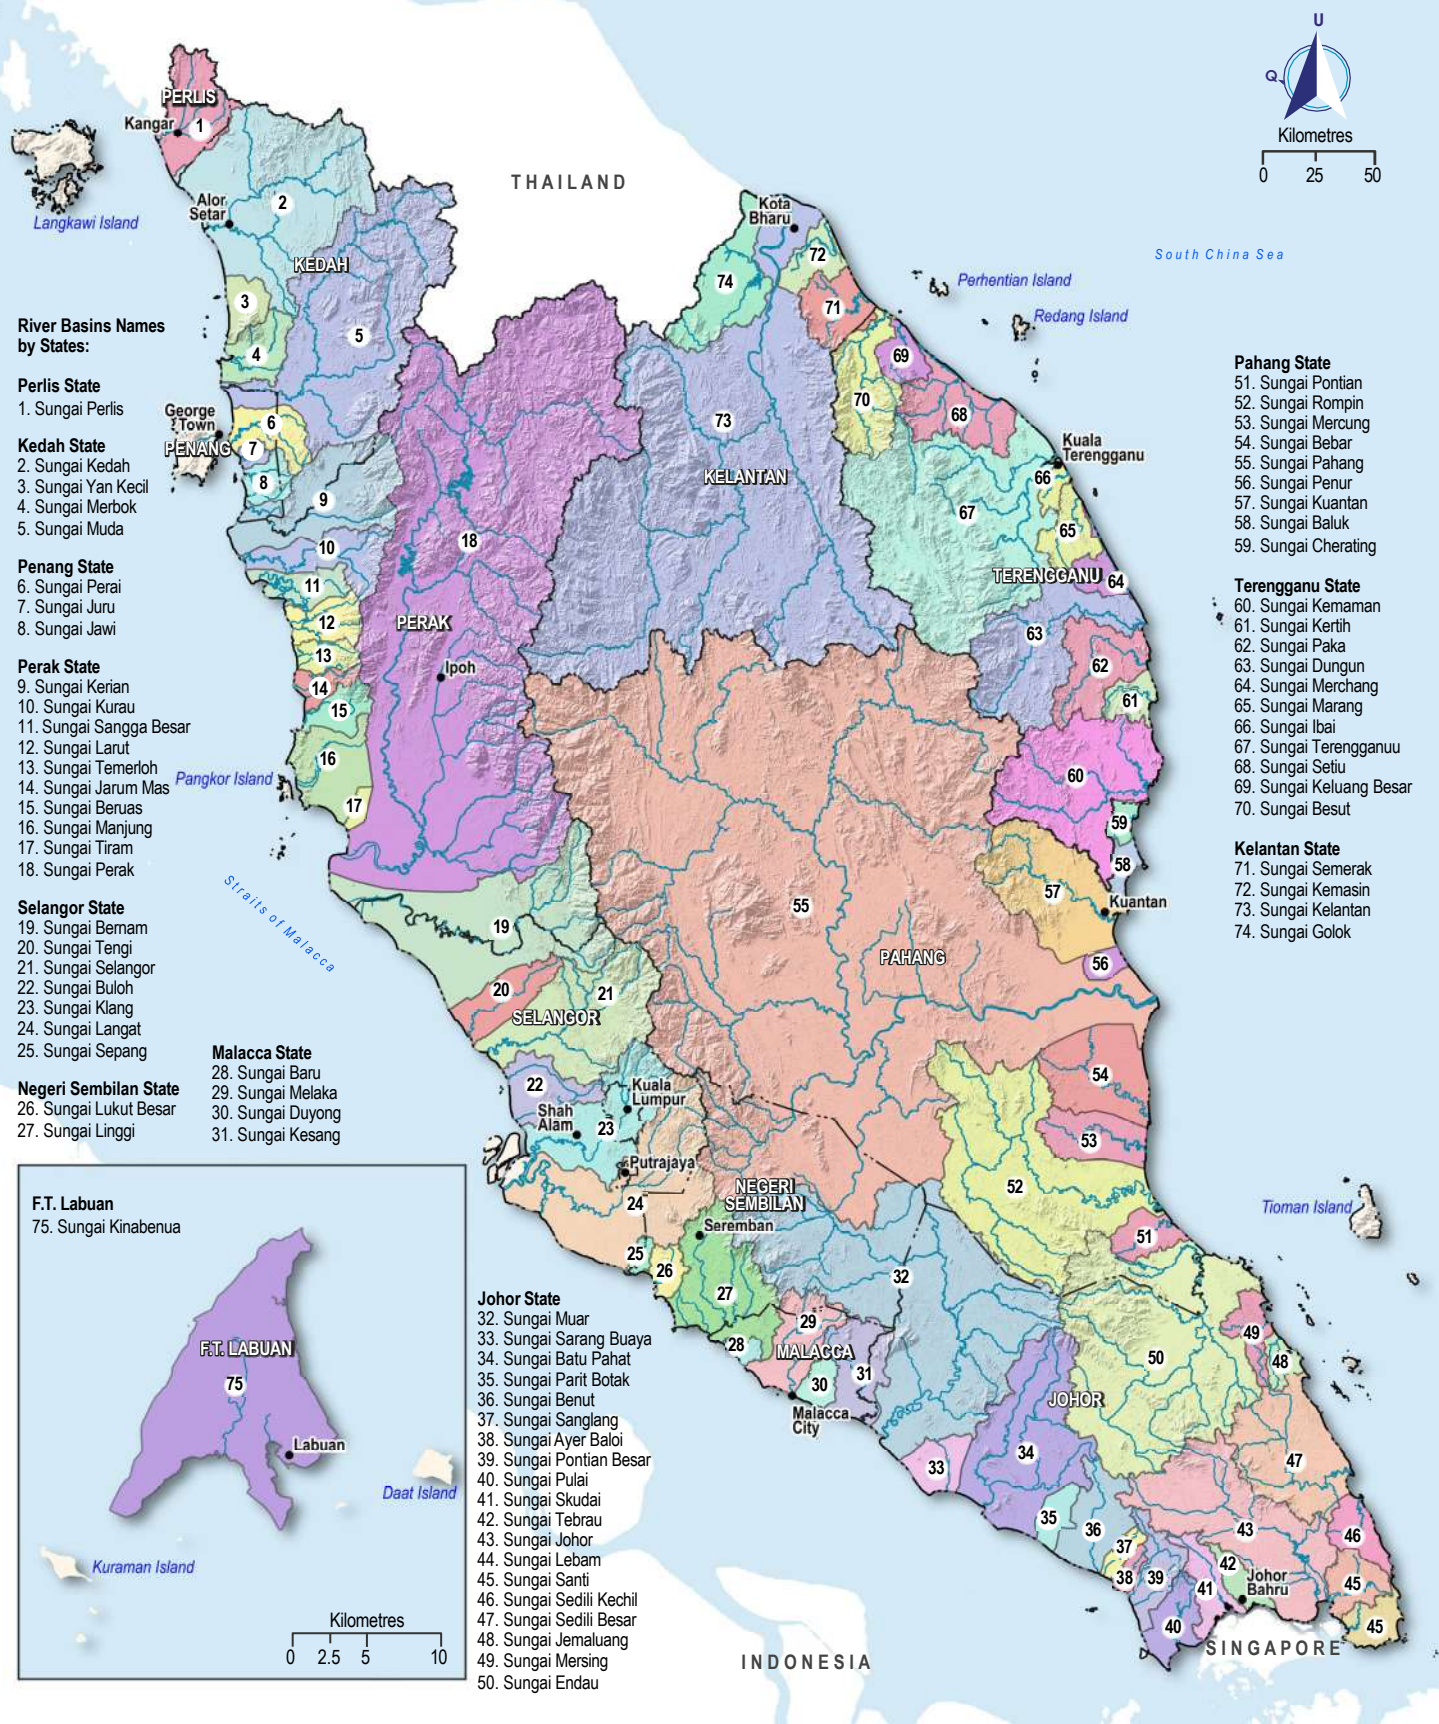 U
Q
Kilometres
0 25 50
THAILAND
South China Sea
PERLIS
Kangar
1
Langkawi Island
Alor
Setar
2
KEDAH
3
4
5
Kota
Bharu
72
74
71
Perhentian Island
Redang Island
69
70
68
73
KELANTAN
Kuala
Terengganu
66
67
65
TERENGGANU
64
63
62
61
60
59
58
57
Kuantan
56
George
Town
PENANG
6
7
8
9
10
11
12
13
14
15
16
17
18
PERAK
Ipoh
Pangkor Island
Straits of Malacca
19
20
21
SELANGOR
55
PAHANG
54
53
52
51
22
Kuala
Lumpur
Shah
Alam
23
Putrajaya
24
25
26
NEGERI
SEMBILAN
Seremban
27
28
29
MALACCA
30
31
Malacca
City
32
33
34
35
36
37
38
39
40
41
42
43
45
45
46
47
48
49
50
JOHOR
Johor
Bahru
SINGAPORE
INDONESIA
Tioman Island
River Basins Names
by States:
Perlis State
1. Sungai Perlis
Kedah State
2. Sungai Kedah
3. Sungai Yan Kecil
4. Sungai Merbok
5. Sungai Muda
Penang State
6. Sungai Perai
7. Sungai Juru
8. Sungai Jawi
Perak State
9. Sungai Kerian
10. Sungai Kurau
11. Sungai Sangga Besar
12. Sungai Larut
13. Sungai Temerloh
14. Sungai Jarum Mas
15. Sungai Beruas
16. Sungai Manjung
17. Sungai Tiram
18. Sungai Perak
Selangor State
19. Sungai Bernam
20. Sungai Tengi
21. Sungai Selangor
22. Sungai Buloh
23. Sungai Klang
24. Sungai Langat
25. Sungai Sepang
Negeri Sembilan State
26. Sungai Lukut Besar
27. Sungai Linggi
Malacca State
28. Sungai Baru
29. Sungai Melaka
30. Sungai Duyong
31. Sungai Kesang
Johor State
32. Sungai Muar
33. Sungai Sarang Buaya
34. Sungai Batu Pahat
35. Sungai Parit Botak
36. Sungai Benut
37. Sungai Sanglang
38. Sungai Ayer Baloi
39. Sungai Pontian Besar
40. Sungai Pulai
41. Sungai Skudai
42. Sungai Tebrau
43. Sungai Johor
44. Sungai Lebam
45. Sungai Santi
46. Sungai Sedili Kechil
47. Sungai Sedili Besar
48. Sungai Jemaluang
49. Sungai Mersing
50. Sungai Endau
Pahang State
51. Sungai Pontian
52. Sungai Rompin
53. Sungai Mercung
54. Sungai Bebar
55. Sungai Pahang
56. Sungai Penur
57. Sungai Kuantan
58. Sungai Baluk
59. Sungai Cherating
Terengganu State
60. Sungai Kemaman
61. Sungai Kertih
62. Sungai Paka
63. Sungai Dungun
64. Sungai Merchang
65. Sungai Marang
66. Sungai Ibai
67. Sungai Terengganuu
68. Sungai Setiu
69. Sungai Keluang Besar
70. Sungai Besut
Kelantan State
71. Sungai Semerak
72. Sungai Kemasin
73. Sungai Kelantan
74. Sungai Golok
F.T. Labuan
75. Sungai Kinabenua
F.T. LABUAN
75
Labuan
Daat Island
Kuraman Island
Kilometres
0 2.5 5 10